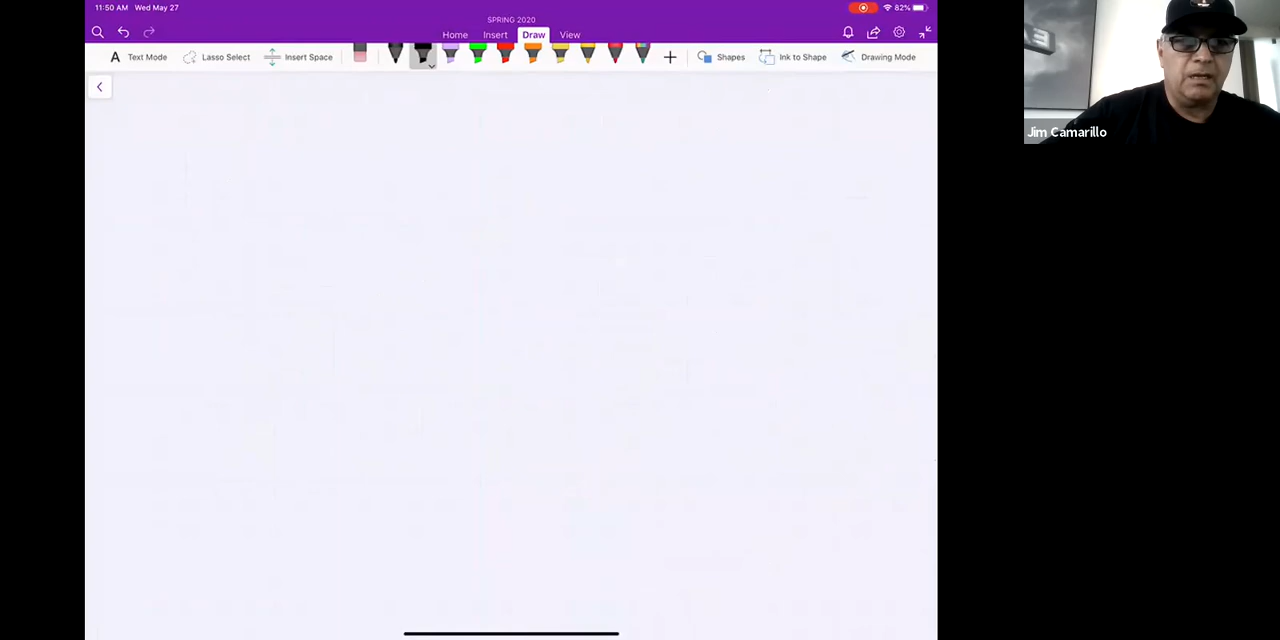 11:50 AM Wed May 27
82%
SPRING 2020
Home Insert Draw View
A Text Mode Lasso Select Insert Space Shapes Ink to Shape Drawing Mode
Jim Camarillo